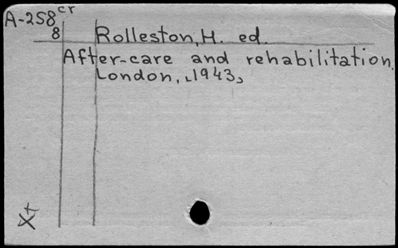 A-258cr
8 Rolleston, H. ed.
After-care and rehabilitation.
London, 1943,
X+